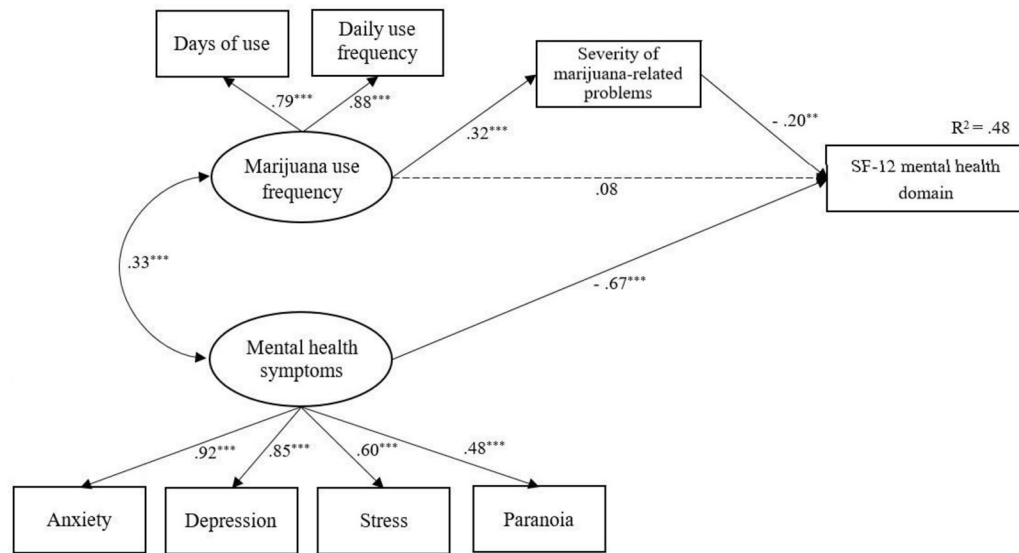 Days of use
Daily use
frequency
Severity of
marijuana-related
problems
.79***
.88***
.32***
- .20**
R² = .48
Marijuana use
frequency
SF-12 mental health
domain
.08
.33***
- .67***
Mental health
symptoms
.92***
.85***
.60***
.48***
Anxiety
Depression
Stress
Paranoia